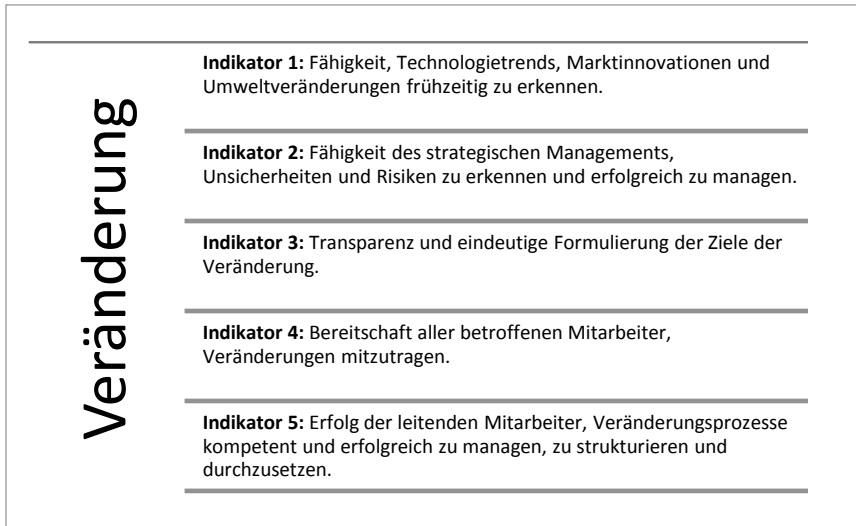 Veränderung
Indikator 1: Fähigkeit, Technologietrends, Marktinnovationen und
Umweltveränderungen frühzeitig zu erkennen.
Indikator 2: Fähigkeit des strategischen Managements,
Unsicherheiten und Risiken zu erkennen und erfolgreich zu managen.
Indikator 3: Transparenz und eindeutige Formulierung der Ziele der
Veränderung.
Indikator 4: Bereitschaft aller betroffenen Mitarbeiter,
Veränderungen mitzutragen.
Indikator 5: Erfolg der leitenden Mitarbeiter, Veränderungsprozesse
kompetent und erfolgreich zu managen, zu strukturieren und
durchzusetzen.